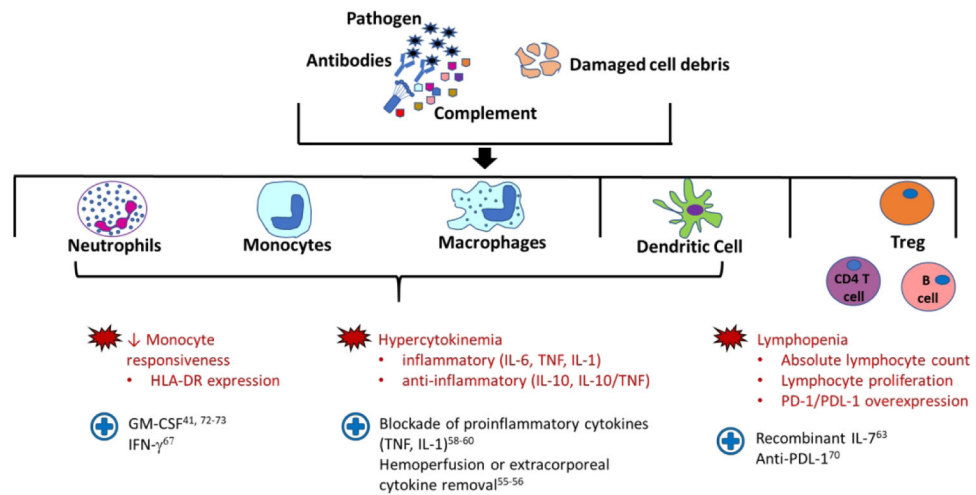 Pathogen
Antibodies
Damaged cell debris
Complement
Neutrophils
Monocytes
Macrophages
Dendritic Cell
Treg
CD4 T
cell
B
cell
↓ Monocyte
responsiveness
• HLA-DR expression
GM-CSF41, 72-73
IFN-γ67
Hypercytokinemia
• inflammatory (IL-6, TNF, IL-1)
• anti-inflammatory (IL-10, IL-10/TNF)
Blockade of proinflammatory cytokines
(TNF, IL-1)58-60
Hemoperfusion or extracorporeal
cytokine removal55-56
Lymphopenia
• Absolute lymphocyte count
• Lymphocyte proliferation
• PD-1/PDL-1 overexpression
Recombinant IL-763
Anti-PDL-170